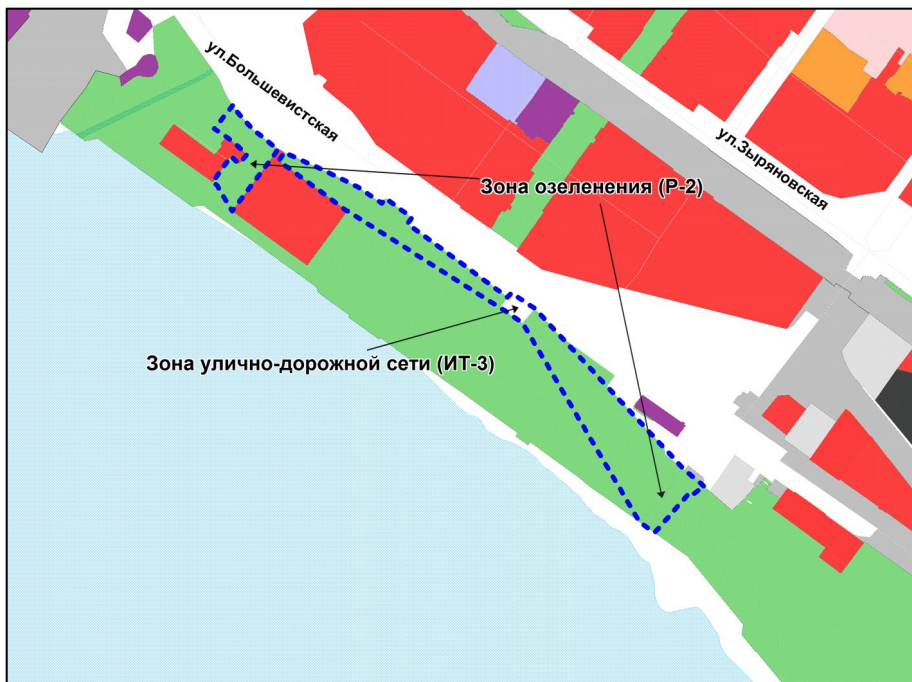 ул.Большевистская
ул.Зыряновская
Зона озеленения (Р-2)
Зона улично-дорожной сети (ИТ-3)